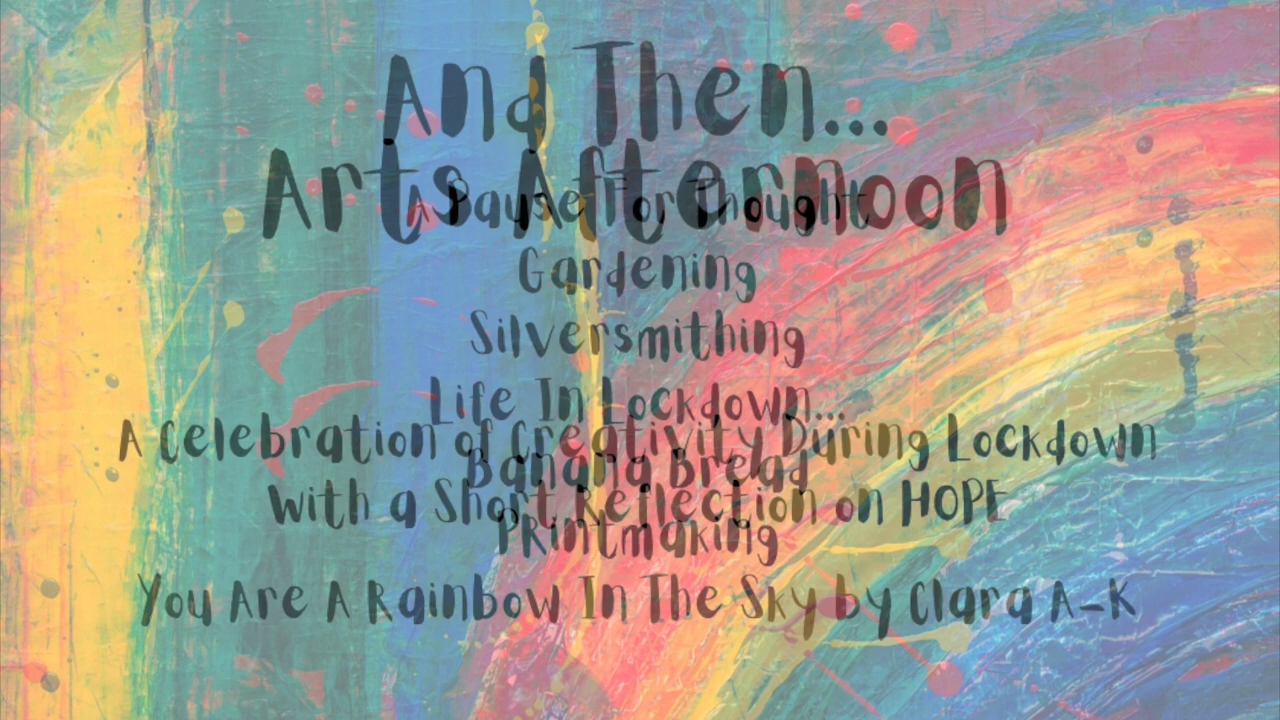 And Then...
Arts Afternoon
A Pause For Thought
Gardening
Silversmithing
Life In Lockdown...
A Celebration of Creativity During Lockdown
Banana Bread
With a Short Reflection on HOPE
Printmaking
You Are A Rainbow In The Sky by Clara A-K